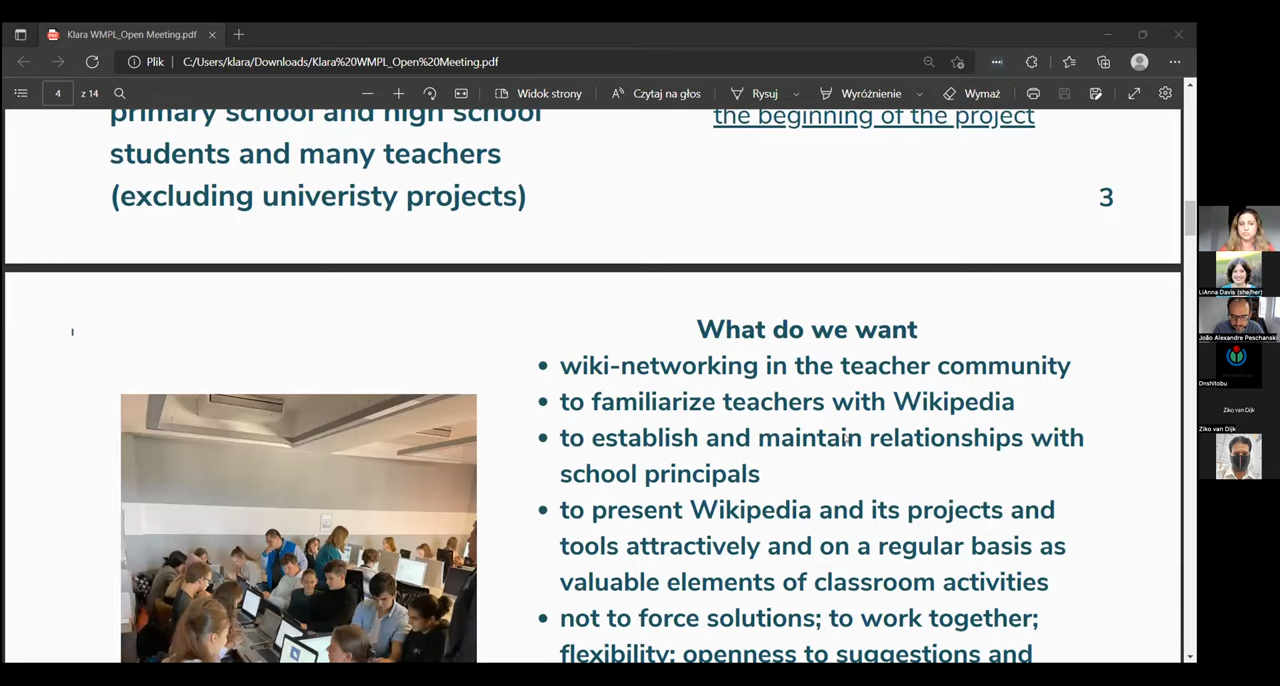 Klara WMPL_Open Meeting.pdf
Plik C:/Users/klara/Downloads/Klara%20WMPL_Open%20Meeting.pdf
4 z 14 Widok strony Czytaj na głos Rysuj Wyróżnienie Wymaż
primary school and high school
students and many teachers
(excluding univeristy projects)
the beginning of the project
3
What do we want
• wiki-networking in the teacher community
• to familiarize teachers with Wikipedia
• to establish and maintain relationships with
school principals
• to present Wikipedia and its projects and
tools attractively and on a regular basis as
valuable elements of classroom activities
• not to force solutions; to work together;
flexibility; openness to suggestions and
LiAnna Davis (she/her)
João Alexandre Peschanski
Dnshitobu
Ziko van Dijk
Ziko van Dijk